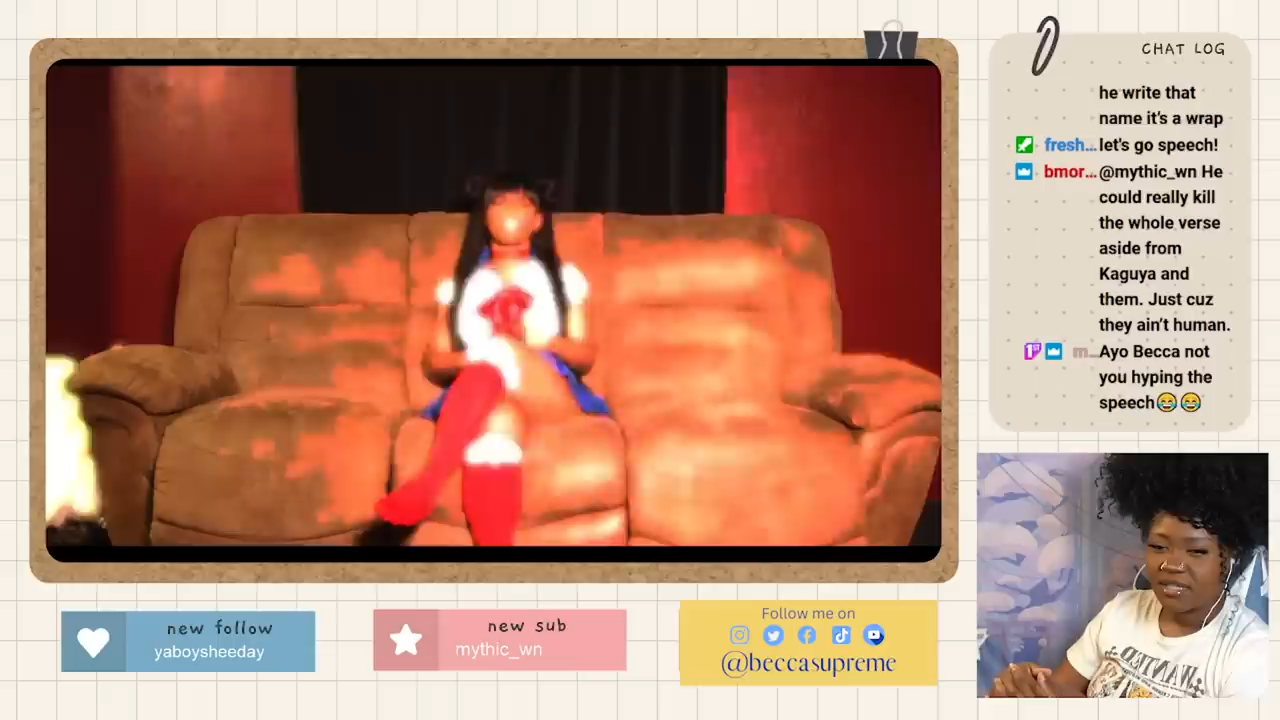 CHAT LOG
he write that
name it's a wrap
fresh… let's go speech!
bmor… @mythic_wn He
could really kill
the whole verse
aside from
Kaguya and
them. Just cuz
they ain't human.
m… Ayo Becca not
you hyping the
speech😂😂
new follow
yaboysheeday
new sub
mythic_wn
Follow me on
@beccasupreme